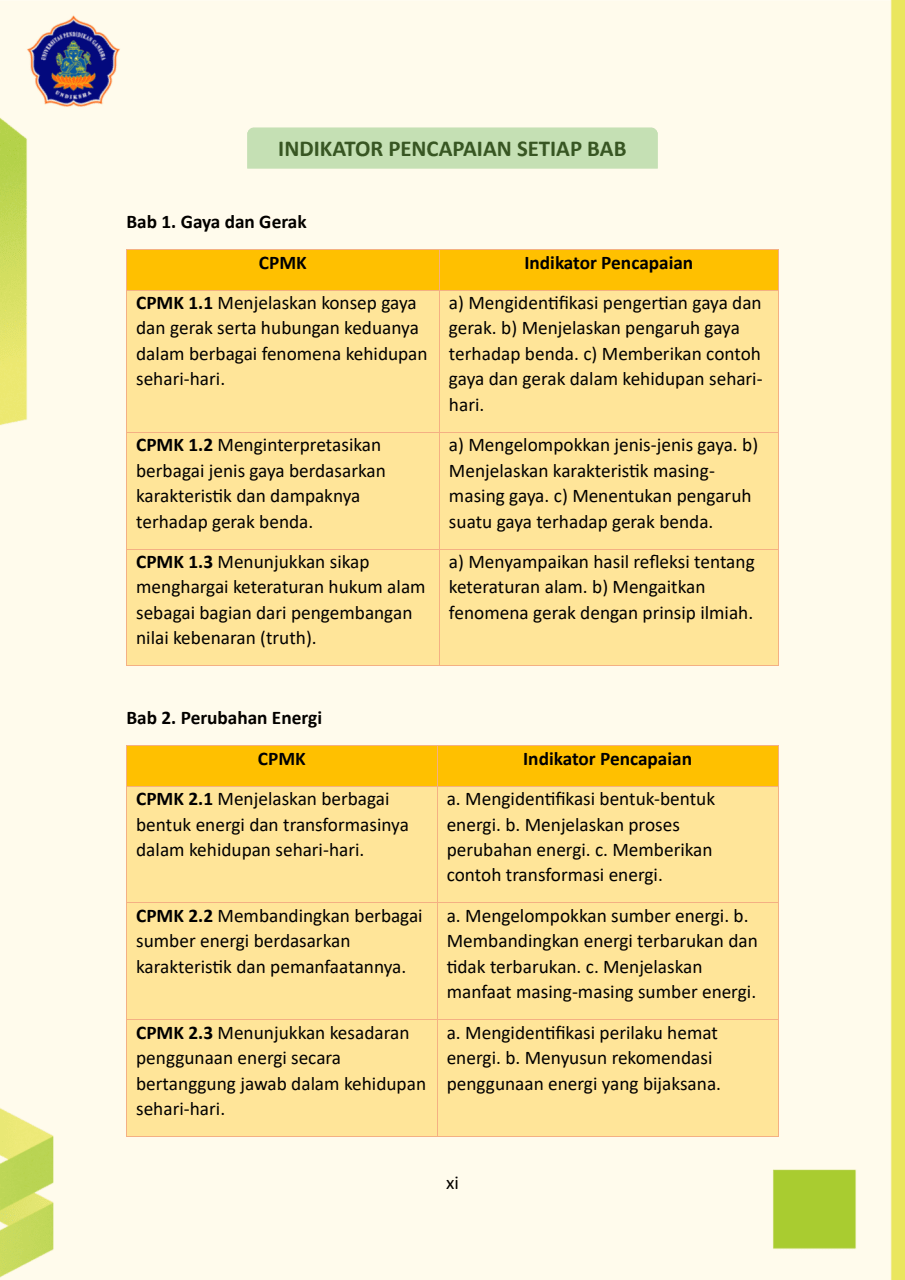 UNIVERSITAS PENDIDIKAN GANESHA
UNDIKSHA
INDIKATOR PENCAPAIAN SETIAP BAB
Bab 1. Gaya dan Gerak
CPMK
Indikator Pencapaian
CPMK 1.1 Menjelaskan konsep gaya
dan gerak serta hubungan keduanya
dalam berbagai fenomena kehidupan
sehari-hari.
a) Mengidentifikasi pengertian gaya dan
gerak. b) Menjelaskan pengaruh gaya
terhadap benda. c) Memberikan contoh
gaya dan gerak dalam kehidupan sehari-
hari.
CPMK 1.2 Menginterpretasikan
berbagai jenis gaya berdasarkan
karakteristik dan dampaknya
terhadap gerak benda.
a) Mengelompokkan jenis-jenis gaya. b)
Menjelaskan karakteristik masing-
masing gaya. c) Menentukan pengaruh
suatu gaya terhadap gerak benda.
CPMK 1.3 Menunjukkan sikap
menghargai keteraturan hukum alam
sebagai bagian dari pengembangan
nilai kebenaran (truth).
a) Menyampaikan hasil refleksi tentang
keteraturan alam. b) Mengaitkan
fenomena gerak dengan prinsip ilmiah.
Bab 2. Perubahan Energi
CPMK
Indikator Pencapaian
CPMK 2.1 Menjelaskan berbagai
bentuk energi dan transformasinya
dalam kehidupan sehari-hari.
a. Mengidentifikasi bentuk-bentuk
energi. b. Menjelaskan proses
perubahan energi. c. Memberikan
contoh transformasi energi.
CPMK 2.2 Membandingkan berbagai
sumber energi berdasarkan
karakteristik dan pemanfaatannya.
a. Mengelompokkan sumber energi. b.
Membandingkan energi terbarukan dan
tidak terbarukan. c. Menjelaskan
manfaat masing-masing sumber energi.
CPMK 2.3 Menunjukkan kesadaran
penggunaan energi secara
bertanggung jawab dalam kehidupan
sehari-hari.
a. Mengidentifikasi perilaku hemat
energi. b. Menyusun rekomendasi
penggunaan energi yang bijaksana.
xi